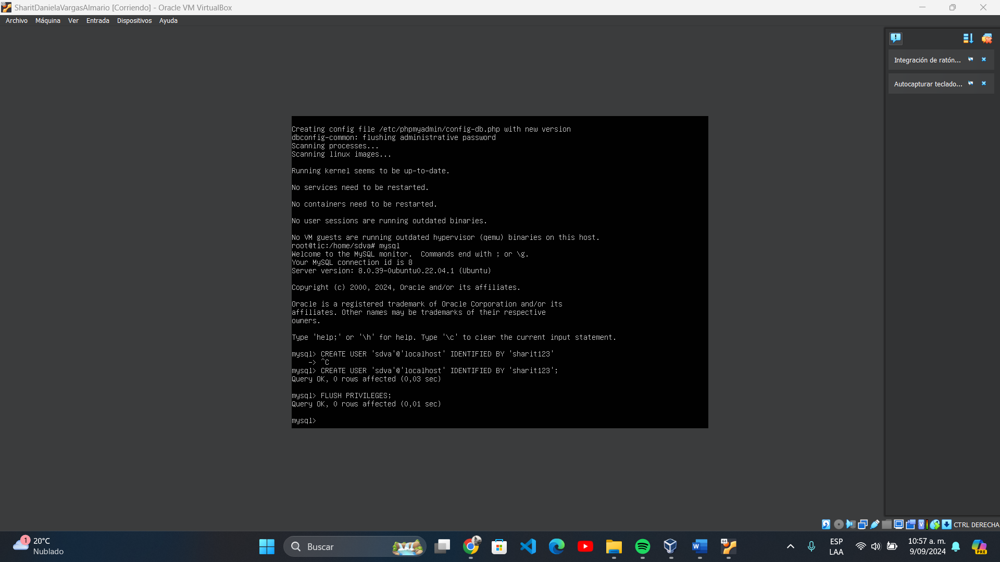 SharitDanielaVargasAlmario [Corriendo] - Oracle VM VirtualBox
Archivo Máquina Ver Entrada Dispositivos Ayuda
Integración de ratón...
Autocapturar teclado...
Creating config file /etc/phpmyadmin/config-db.php with new version
dbconfig-common: flushing administrative password
Scanning processes...
Scanning linux images...
Running kernel seems to be up-to-date.
No services need to be restarted.
No containers need to be restarted.
No user sessions are running outdated binaries.
No VM guests are running outdated hypervisor (qemu) binaries on this host.
root@tic:/home/sdva# mysql
Welcome to the MySQL monitor.  Commands end with ; or \g.
Your MySQL connection id is 8
Server version: 8.0.39-0ubuntu0.22.04.1 (Ubuntu)
Copyright (c) 2000, 2024, Oracle and/or its affiliates.
Oracle is a registered trademark of Oracle Corporation and/or its
affiliates. Other names may be trademarks of their respective
owners.
Type 'help;' or '\h' for help. Type '\c' to clear the current input statement.
mysql> CREATE USER 'sdva'@'localhost' IDENTIFIED BY 'sharit123'
    -> ^C
mysql> CREATE USER 'sdva'@'localhost' IDENTIFIED BY 'sharit123';
Query OK, 0 rows affected (0,03 sec)
mysql> FLUSH PRIVILEGES;
Query OK, 0 rows affected (0,01 sec)
mysql>
CTRL DERECHA
1
20°C
Nublado
Buscar
ESP
LAA
10:57 a. m.
9/09/2024
PRE